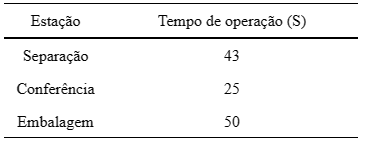 Estação Tempo de operação (S)
Separação 43
Conferência 25
Embalagem 50